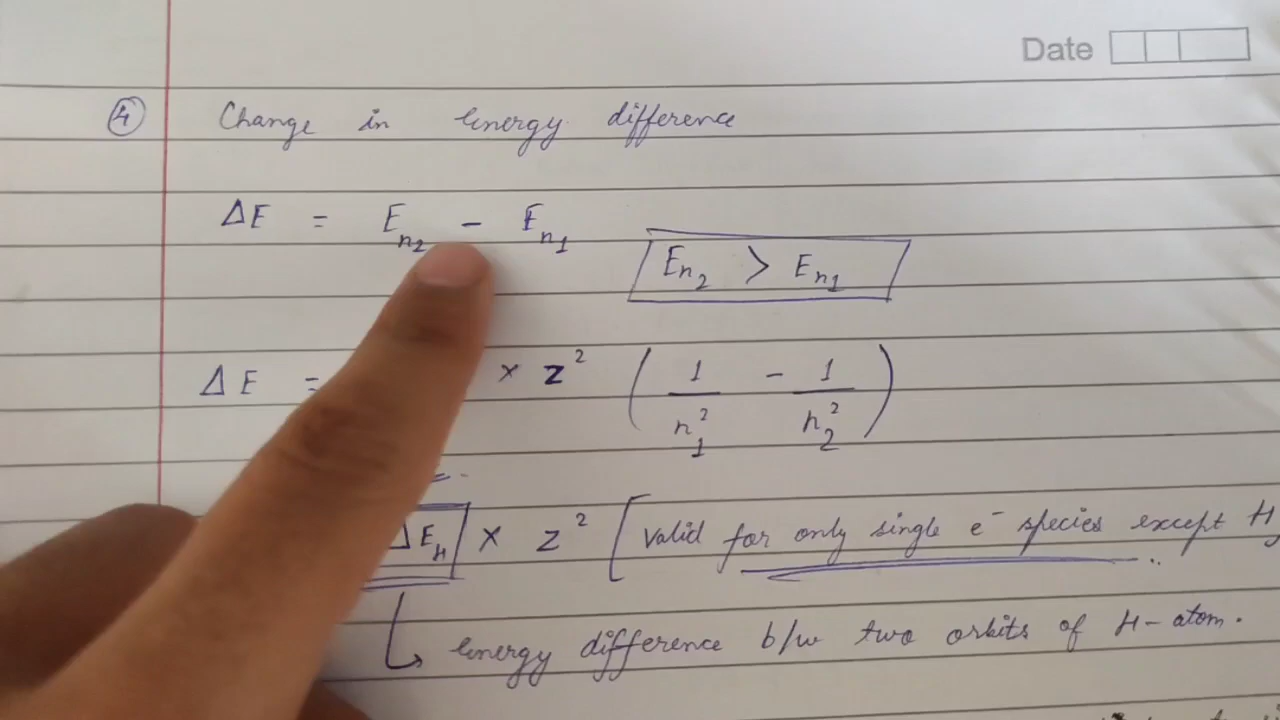 Date
④ Change in energy difference
ΔE = En₂ - En₁
En₂ > En₁
ΔE = × z² ( 1/n₁² - 1/n₂² )
ΔE_H × z² [ valid for only single e⁻ species except H
energy difference b/w two orbits of H-atom.